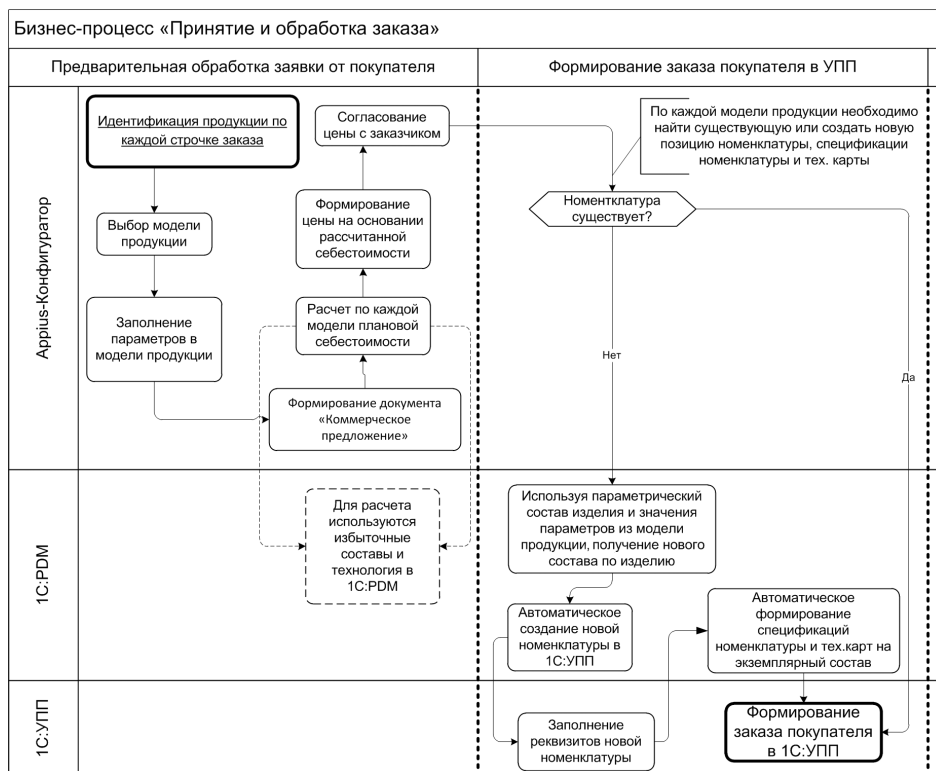 Бизнес-процесс «Принятие и обработка заказа»
Предварительная обработка заявки от покупателя
Формирование заказа покупателя в УПП
Appius-Конфигуратор
Идентификация продукции по
каждой строчке заказа
Выбор модели
продукции
Заполнение
параметров в
модели продукции
Формирование документа
«Коммерческое
предложение»
Расчет по каждой
модели плановой
себестоимости
Формирование
цены на основании
рассчитанной
себестоимости
Согласование
цены с заказчиком
По каждой модели продукции необходимо
найти существующую или создать новую
позицию номенклатуры, спецификации
номенклатуры и тех. карты
Номентклатура
существует?
Нет
Да
1С:PDM
Для расчета
используются
избыточные
составы и
технология в
1С:PDM
Используя параметрический
состав изделия и значения
параметров из модели
продукции, получение нового
состава по изделию
Автоматическое
создание новой
номенклатуры в
1С:УПП
Автоматическое
формирование
спецификаций
номенклатуры и тех.карт на
экземплярный состав
1С:УПП
Заполнение
реквизитов новой
номенклатуры
Формирование
заказа покупателя
в 1С:УПП